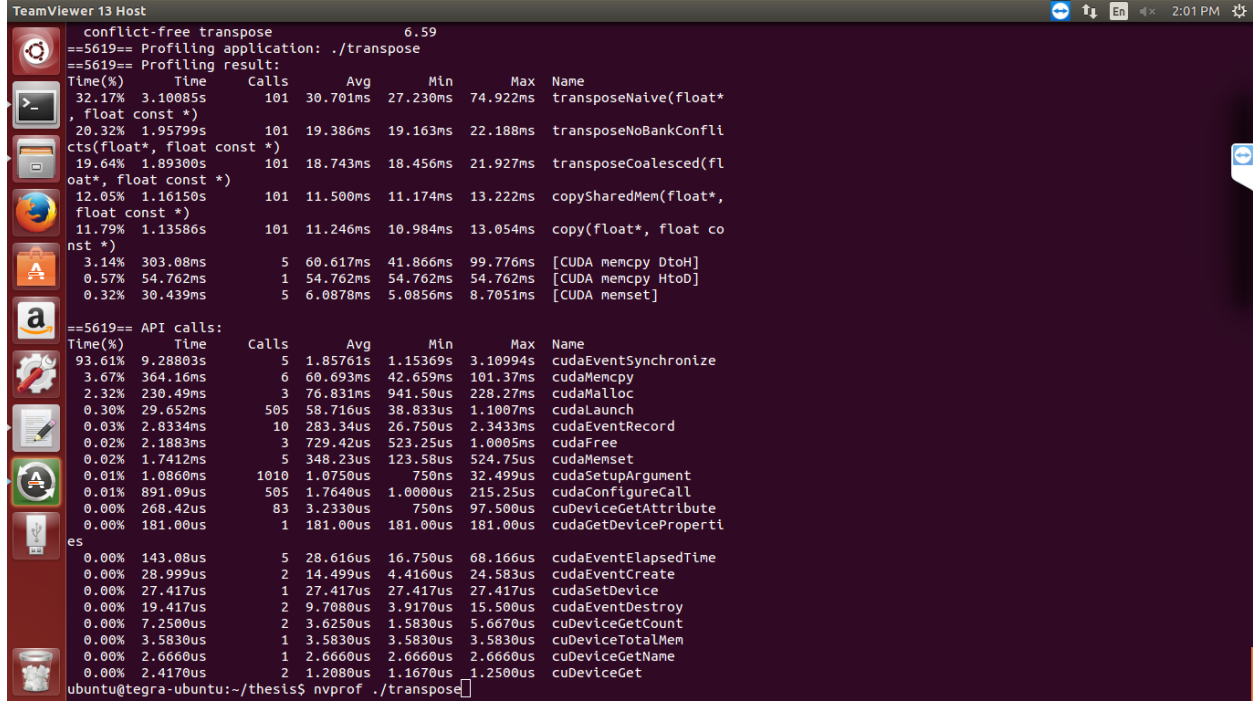 TeamViewer 13 Host
En
2:01 PM
conflict-free transpose 6.59
==5619== Profiling application: ./transpose
==5619== Profiling result:
Time(%) Time Calls Avg Min Max Name
32.17% 3.10085s 101 30.701ms 27.230ms 74.922ms transposeNaive(float*
, float const *)
20.32% 1.95799s 101 19.386ms 19.163ms 22.188ms transposeNoBankConfli
cts(float*, float const *)
19.64% 1.89300s 101 18.743ms 18.456ms 21.927ms transposeCoalesced(fl
oat*, float const *)
12.05% 1.16150s 101 11.500ms 11.174ms 13.222ms copySharedMem(float*,
float const *)
11.79% 1.13586s 101 11.246ms 10.984ms 13.054ms copy(float*, float co
nst *)
3.14% 303.08ms 5 60.617ms 41.866ms 99.776ms [CUDA memcpy DtoH]
0.57% 54.762ms 1 54.762ms 54.762ms 54.762ms [CUDA memcpy HtoD]
0.32% 30.439ms 5 6.0878ms 5.0856ms 8.7051ms [CUDA memset]
==5619== API calls:
Time(%) Time Calls Avg Min Max Name
93.61% 9.28803s 5 1.85761s 1.15369s 3.10994s cudaEventSynchronize
3.67% 364.16ms 6 60.693ms 42.659ms 101.37ms cudaMemcpy
2.32% 230.49ms 3 76.831ms 941.50us 228.27ms cudaMalloc
0.30% 29.652ms 505 58.716us 38.833us 1.1007ms cudaLaunch
0.03% 2.8334ms 10 283.34us 26.750us 2.3433ms cudaEventRecord
0.02% 2.1883ms 3 729.42us 523.25us 1.0005ms cudaFree
0.02% 1.7412ms 5 348.23us 123.58us 524.75us cudaMemset
0.01% 1.0860ms 1010 1.0750us 750ns 32.499us cudaSetupArgument
0.01% 891.09us 505 1.7640us 1.0000us 215.25us cudaConfigureCall
0.00% 268.42us 83 3.2330us 750ns 97.500us cuDeviceGetAttribute
0.00% 181.00us 1 181.00us 181.00us 181.00us cudaGetDeviceProperti
es
0.00% 143.08us 5 28.616us 16.750us 68.166us cudaEventElapsedTime
0.00% 28.999us 2 14.499us 4.4160us 24.583us cudaEventCreate
0.00% 27.417us 1 27.417us 27.417us 27.417us cudaSetDevice
0.00% 19.417us 2 9.7080us 3.9170us 15.500us cudaEventDestroy
0.00% 7.2500us 2 3.6250us 1.5830us 5.6670us cuDeviceGetCount
0.00% 3.5830us 1 3.5830us 3.5830us 3.5830us cuDeviceTotalMem
0.00% 2.6660us 1 2.6660us 2.6660us 2.6660us cuDeviceGetName
0.00% 2.4170us 2 1.2080us 1.1670us 1.2500us cuDeviceGet
ubuntu@tegra-ubuntu:~/thesis$ nvprof ./transpose